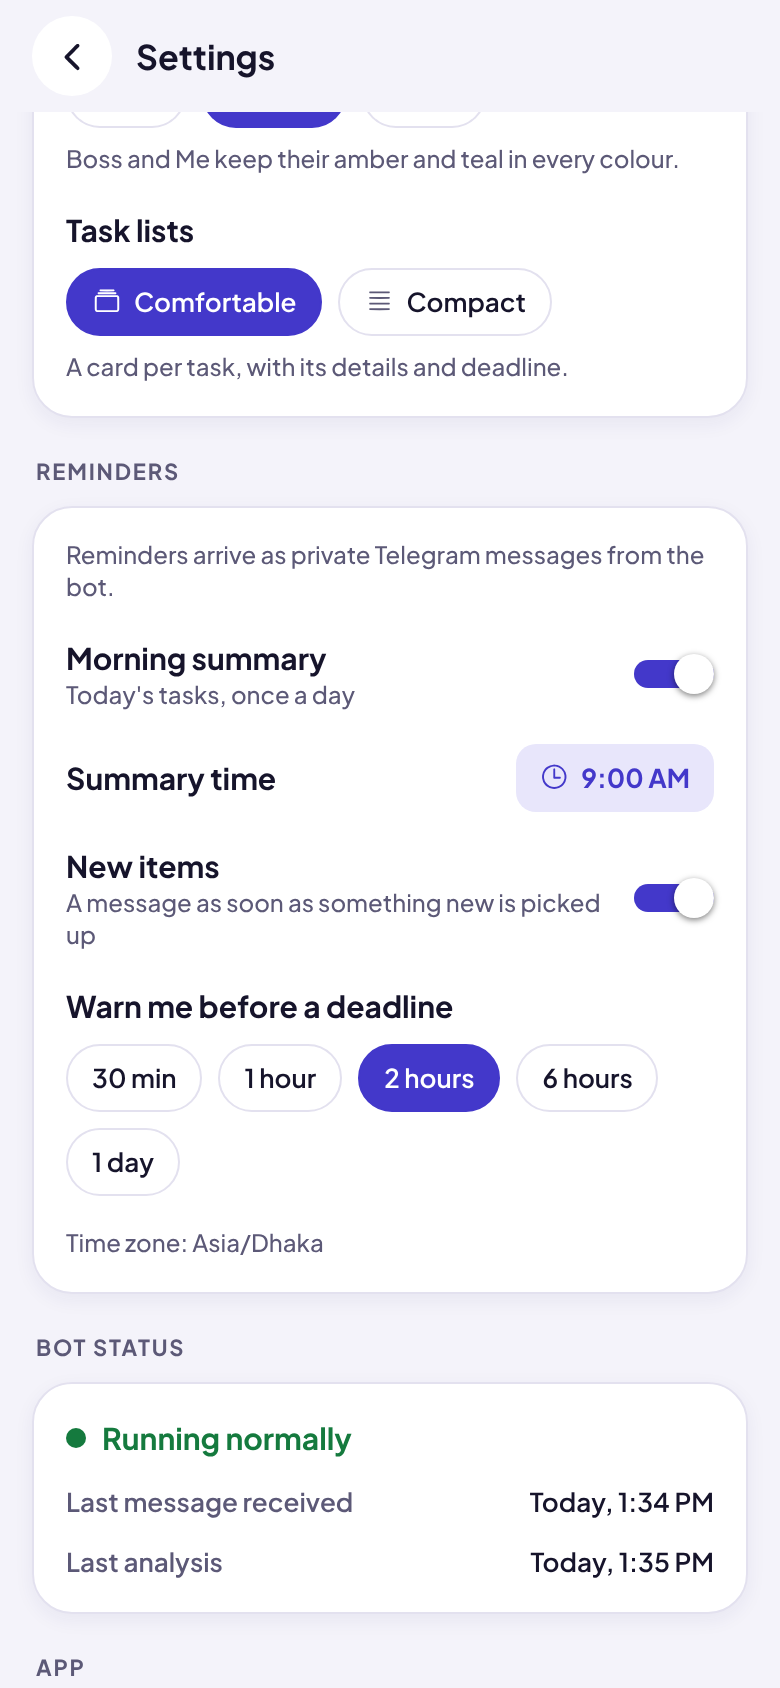 Settings
Boss and Me keep their amber and teal in every colour.
Task lists
Comfortable
Compact
A card per task, with its details and deadline.
REMINDERS
Reminders arrive as private Telegram messages from the
bot.
Morning summary
Today's tasks, once a day
Summary time
9:00 AM
New items
A message as soon as something new is picked
up
Warn me before a deadline
30 min
1 hour
2 hours
6 hours
1 day
Time zone: Asia/Dhaka
BOT STATUS
Running normally
Last message received
Today, 1:34 PM
Last analysis
Today, 1:35 PM
APP